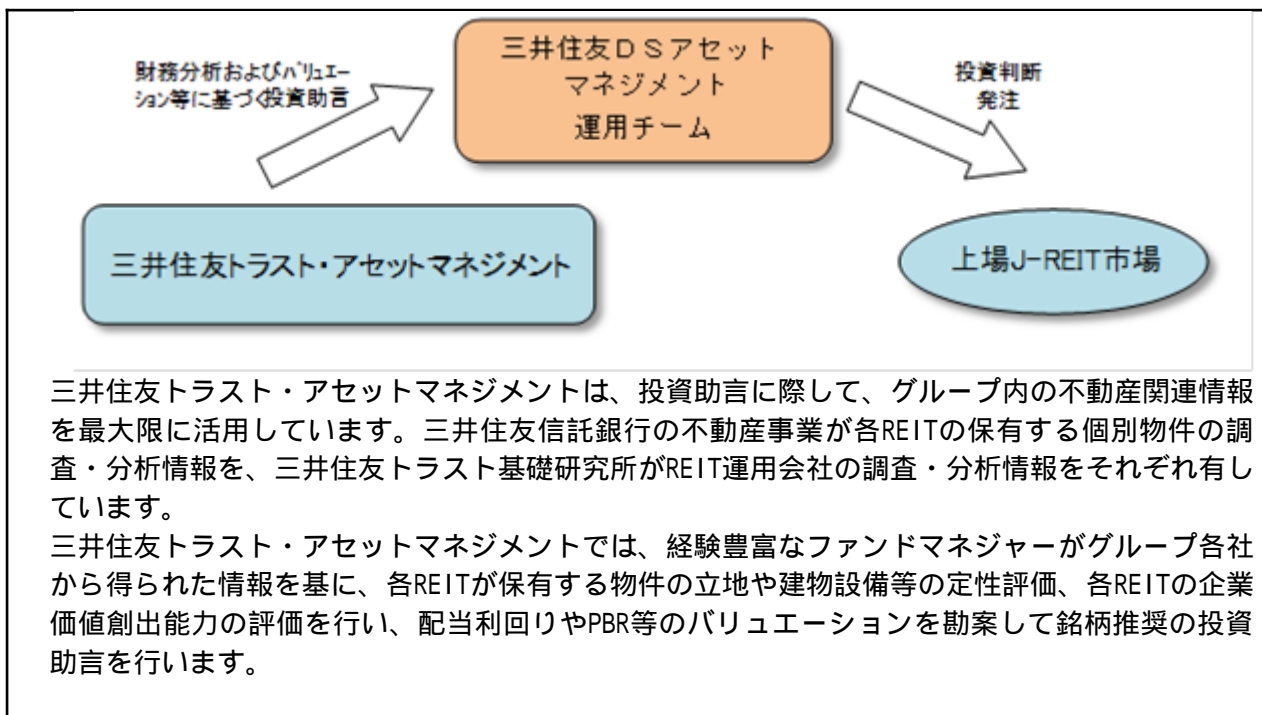 財務分析およびバリュエー
ション等に基づく投資助言
三井住友DSアセット
マネジメント
運用チーム
投資判断
発注
三井住友トラスト・アセットマネジメント
上場J-REIT市場
三井住友トラスト・アセットマネジメントは、投資助言に際して、グループ内の不動産関連情報
を最大限に活用しています。三井住友信託銀行の不動産事業が各REITの保有する個別物件の調
査・分析情報を、三井住友トラスト基礎研究所がREIT運用会社の調査・分析情報をそれぞれ有し
ています。
三井住友トラスト・アセットマネジメントでは、経験豊富なファンドマネジャーがグループ各社
から得られた情報を基に、各REITが保有する物件の立地や建物設備等の定性評価、各REITの企業
価値創出能力の評価を行い、配当利回りやPBR等のバリュエーションを勘案して銘柄推奨の投資
助言を行います。